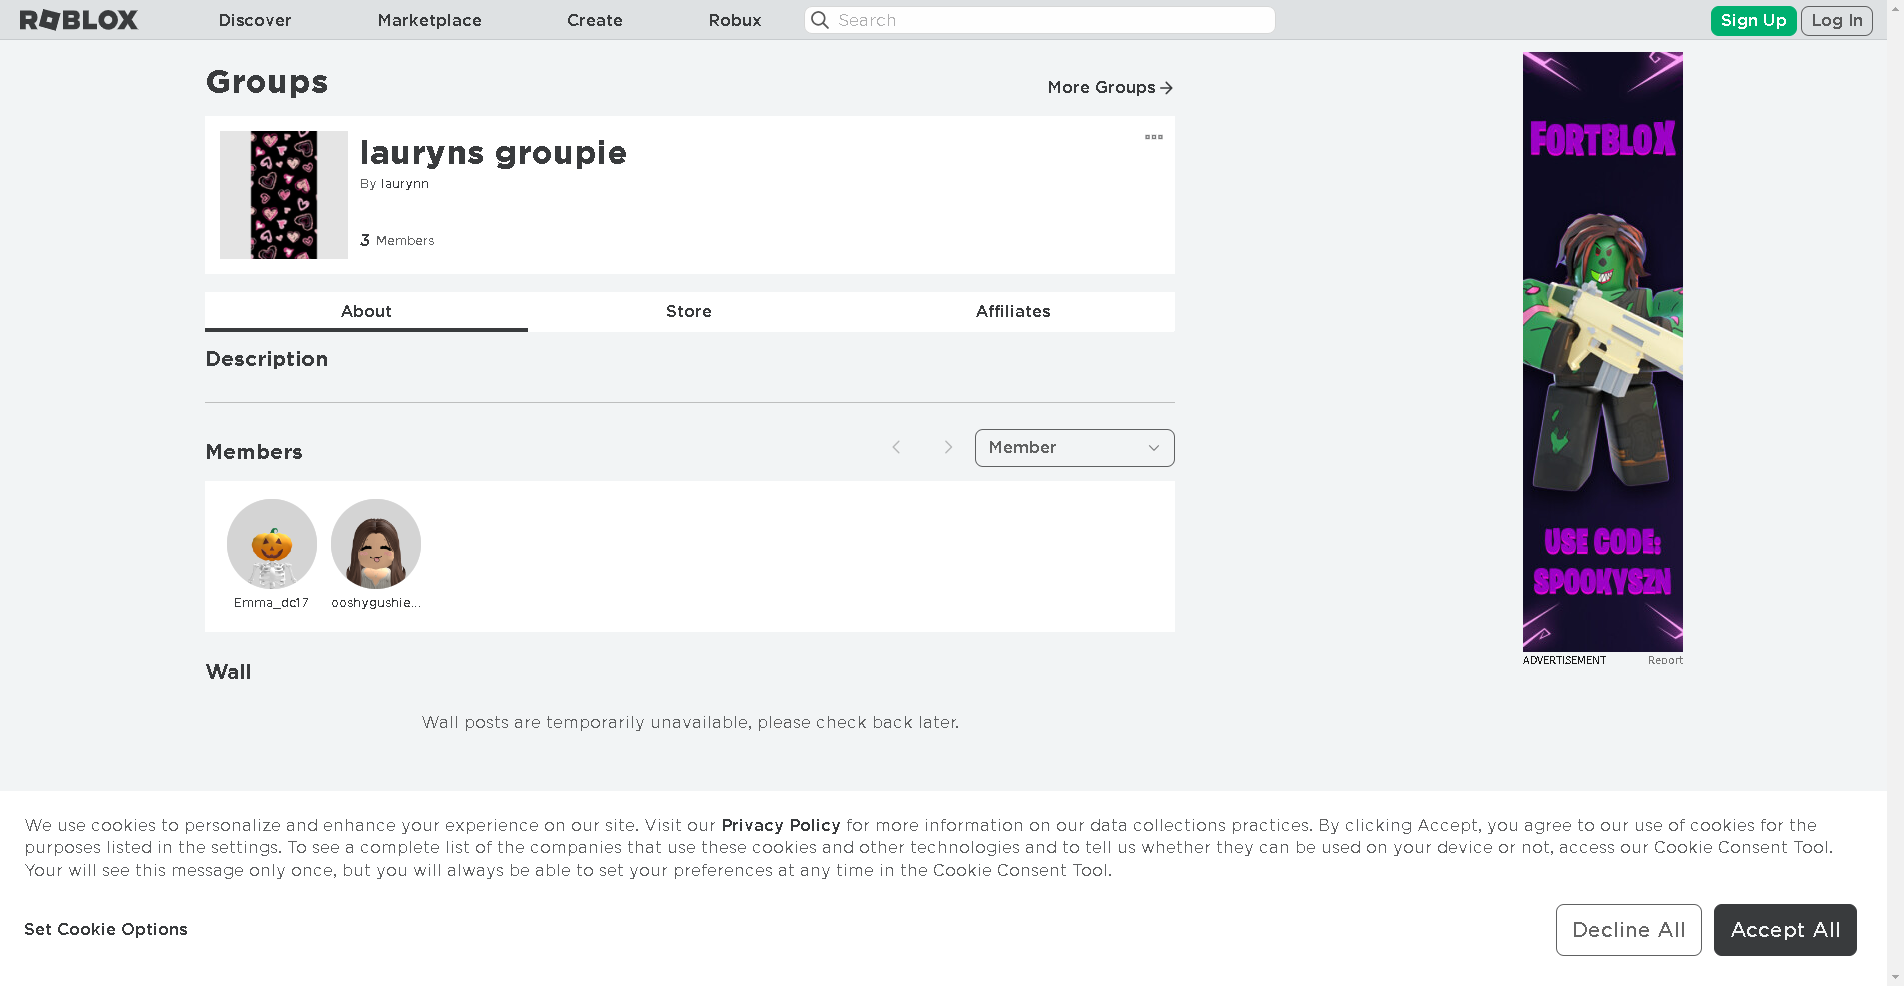 ROBLOX
Discover
Marketplace
Create
Robux
Search
Sign Up
Log In
Groups
More Groups
lauryns groupie
By laurynn
3 Members
About
Store
Affiliates
Description
Members
Member
Emma_dc17
ooshygushie...
Wall
Wall posts are temporarily unavailable, please check back later.
FORTBLOX
USE CODE:
SPOOKYSZN
ADVERTISEMENT
Report
We use cookies to personalize and enhance your experience on our site. Visit our Privacy Policy for more information on our data collections practices. By clicking Accept, you agree to our use of cookies for the
purposes listed in the settings. To see a complete list of the companies that use these cookies and other technologies and to tell us whether they can be used on your device or not, access our Cookie Consent Tool.
Your will see this message only once, but you will always be able to set your preferences at any time in the Cookie Consent Tool.
Set Cookie Options
Decline All
Accept All